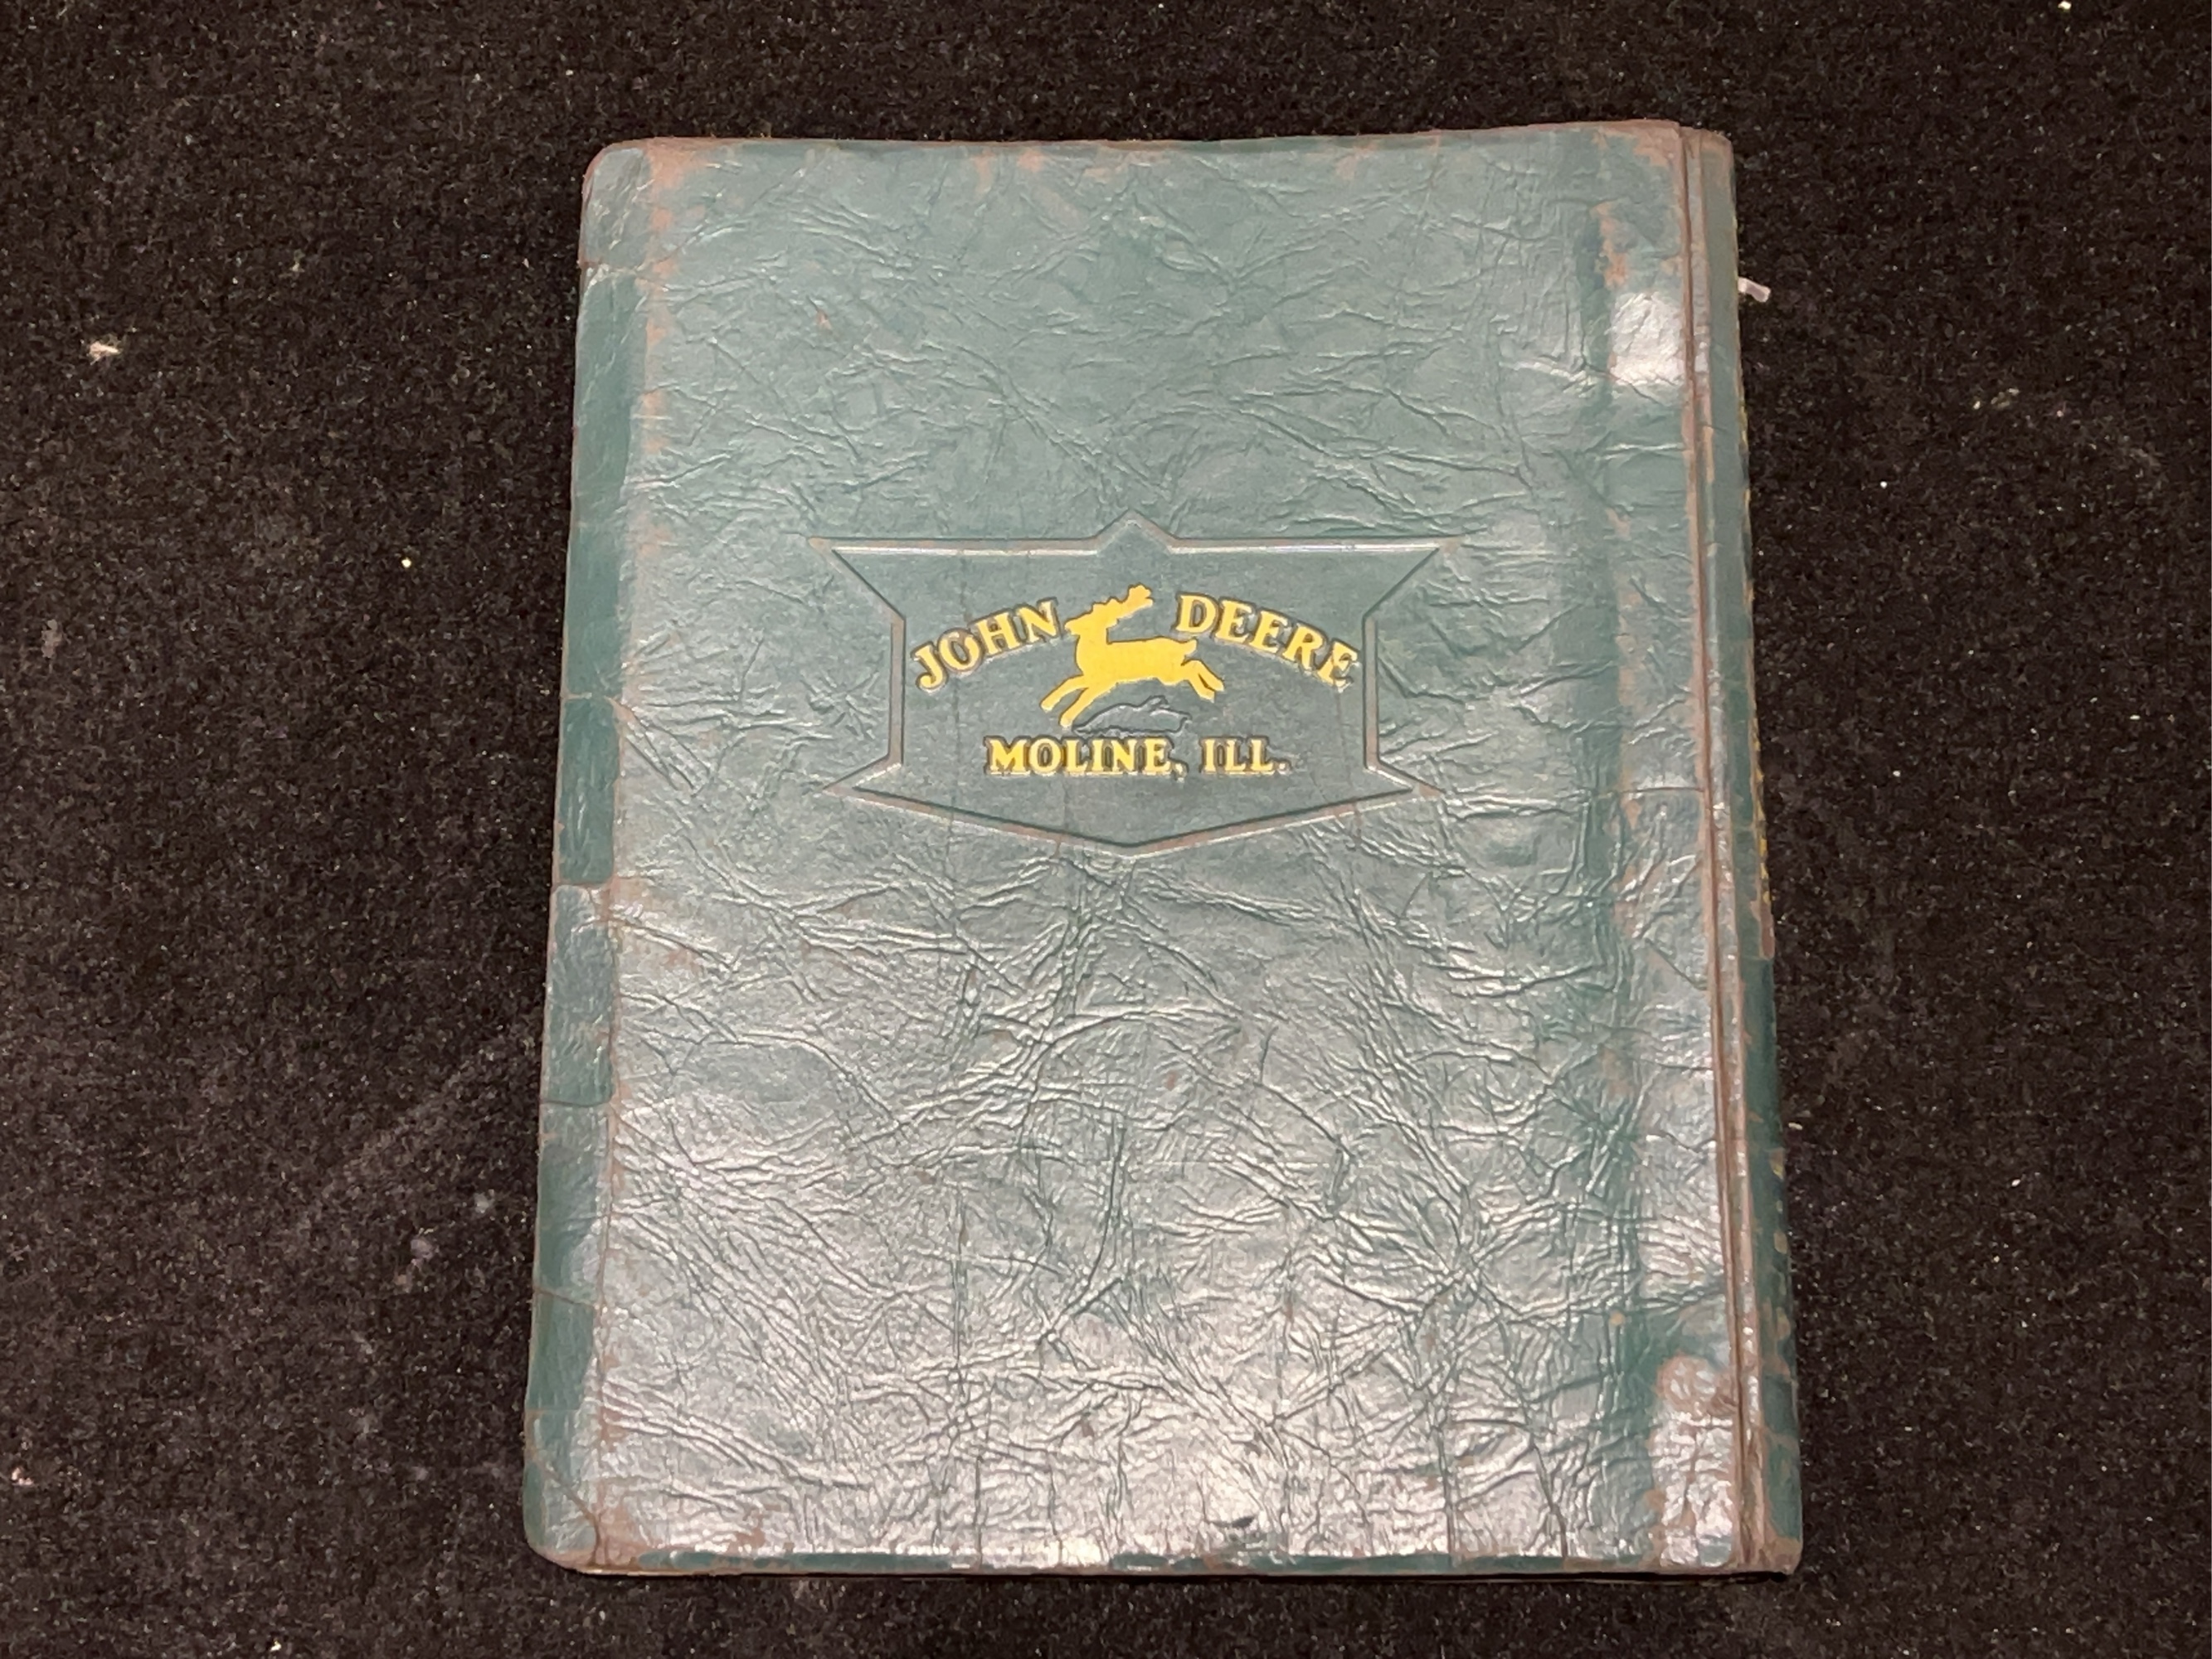 JOHN DEERE
MOLINE, ILL.